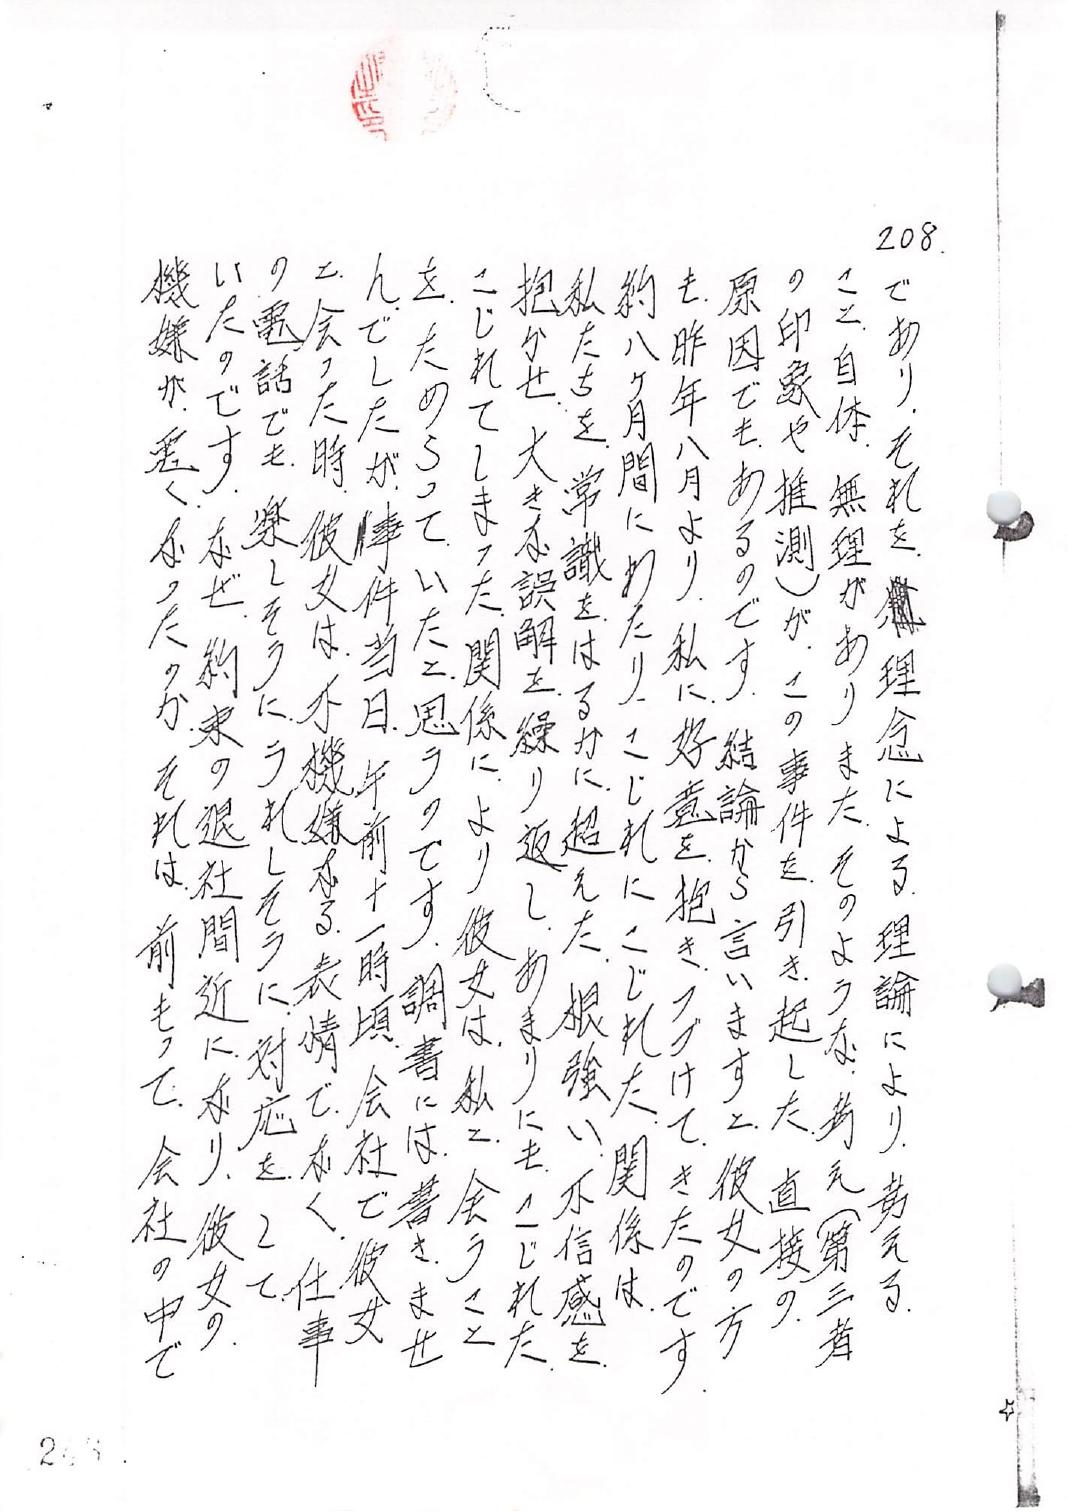 208.
であり、それを、理念による理論により、考える
こと自体、無理があり、また、そのような、考え(第三者
の印象や推測)が、この事件を、引き起した、直接の
原因でも、あるのです。結論から言いますと、彼女の方
も、昨年八月より、私に、好意を、抱き、つづけて、きたのです。
約八ヶ月間にわたり、こじれに、こじれた、関係は、
私たちを、常識をはるかに、超えた、根強い、不信感を、
抱かせ、大きな誤解を、繰り返し、あまりにも、こじれた
こじれてしまった、関係に、より、彼女は、私と、会うこと
を、ためらって、いたと、思うのです。調書には、書きませ
んでしたが、事件当日、午前十一時頃、会社で、彼女
と、会った時、彼女は、不機嫌なる、表情で、なく、仕事
の電話でも、楽しそうに、うれしそうに、対応を、して、
いたのです。なぜ、約束の退社間近に、なり、彼女の、
機嫌が、悪く、なったのか、それは、前もって、会社の中で